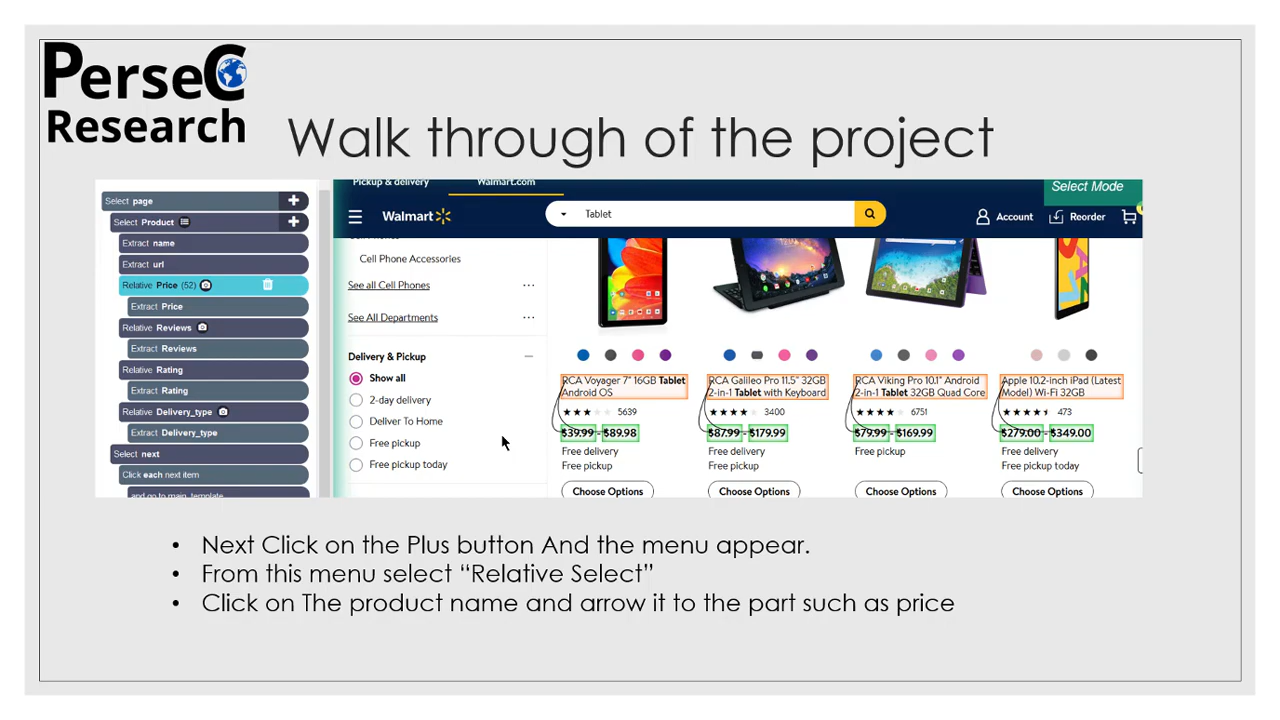 PerseC
Research
Walk through of the project
Select page
Select Product
Extract name
Extract url
Relative Price (52)
Extract Price
Relative Reviews
Extract Reviews
Relative Rating
Extract Rating
Relative Delivery_type
Extract Delivery_type
Select next
Click each next item
and go to main_template
Pickup & delivery
Walmart.com
Select Mode
Walmart
Tablet
Account
Reorder
Cell Phone Accessories
See all Cell Phones
See All Departments
Delivery & Pickup
Show all
2-day delivery
Deliver To Home
Free pickup
Free pickup today
RCA Voyager 7" 16GB Tablet
Android OS
5639
$39.99 - $89.98
Free delivery
Free pickup
Choose Options
RCA Galileo Pro 11.5" 32GB
2-in-1 Tablet with Keyboard
3400
$87.99 - $179.99
Free delivery
Free pickup
Choose Options
RCA Viking Pro 10.1" Android
2-in-1 Tablet 32GB Quad Core
6751
$79.99 - $169.99
Free pickup
Choose Options
Apple 10.2-inch iPad (Latest
Model) Wi-Fi 32GB
473
$279.00 - $349.00
Free delivery
Free pickup today
Choose Options
• Next Click on the Plus button And the menu appear.
• From this menu select “Relative Select”
• Click on The product name and arrow it to the part such as price